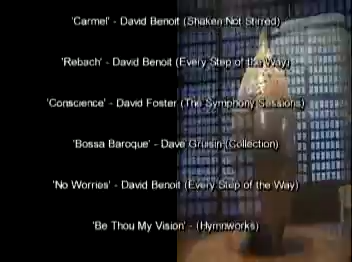 'Carmel' - David Benoit (Shaken Not Stirred)
'Rebach' - David Benoit (Every Step of the Way)
'Conscience' - David Foster (The Symphony Sessions)
'Bossa Baroque' - Dave Grusin (Collection)
'No Worries' - David Benoit (Every Step of the Way)
'Be Thou My Vision' - (Hymnworks)